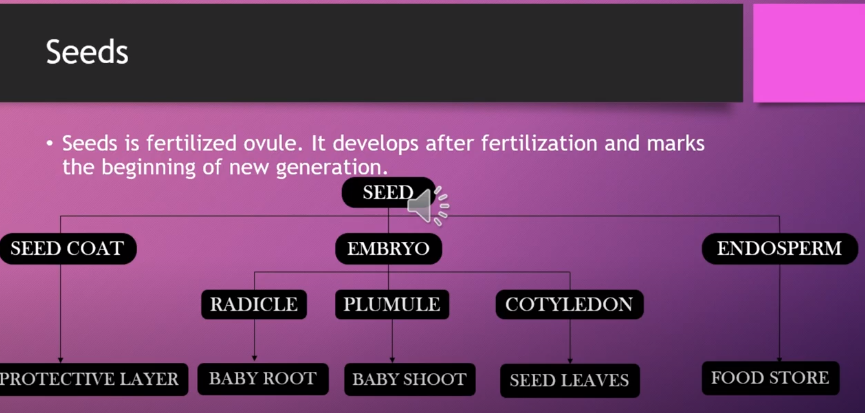 Seeds
• Seeds is fertilized ovule. It develops after fertilization and marks
the beginning of new generation.
SEED
SEED COAT
EMBRYO
ENDOSPERM
RADICLE
PLUMULE
COTYLEDON
PROTECTIVE LAYER
BABY ROOT
BABY SHOOT
SEED LEAVES
FOOD STORE